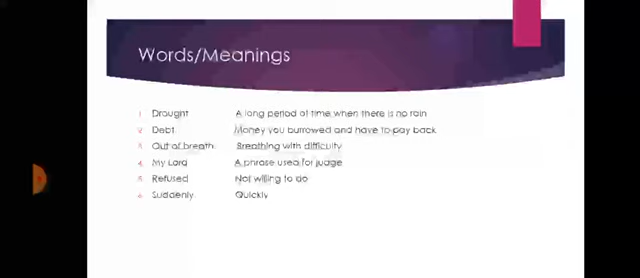 Words/Meanings
1. Drought A long period of time when there is no rain
2. Debt Money you burrowed and have to pay back
3. Out of breath Breathing with difficulty
4. My Lord A phrase used for judge
5. Refused Not willing to do
6. Suddenly Quickly